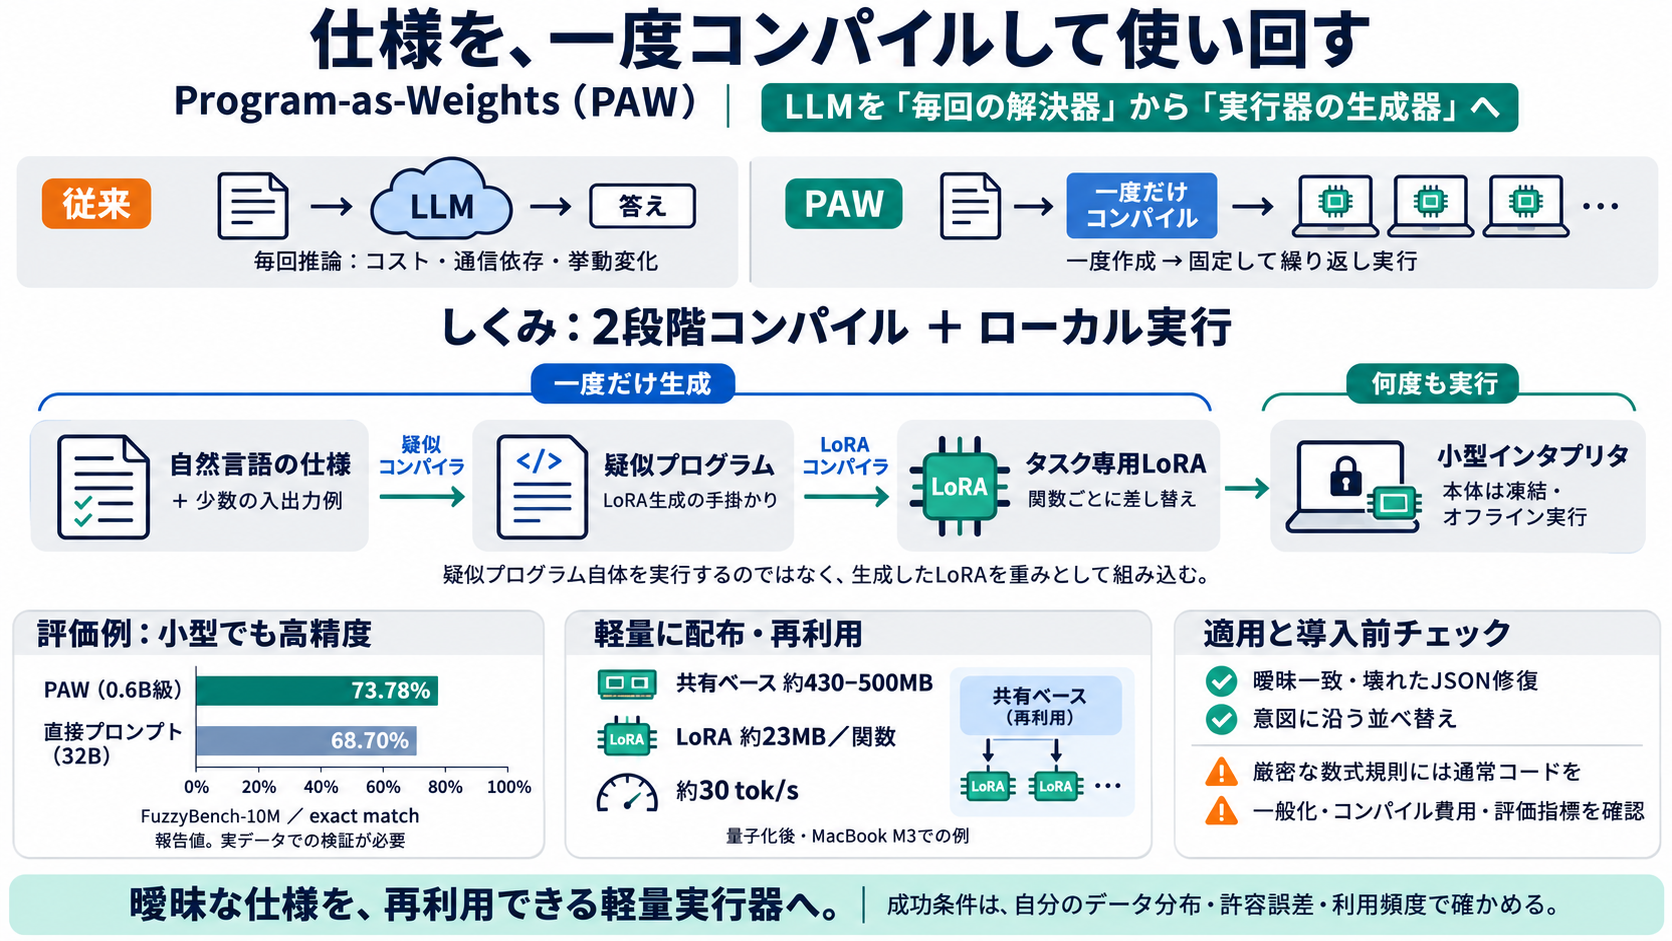 仕様を、一度コンパイルして使い回す
Program-as-Weights（PAW）
LLMを「毎回の解決器」から「実行器の生成器」へ
従来
LLM
答え
毎回推論：コスト・通信依存・挙動変化
PAW
一度だけ
コンパイル
…
一度作成→固定して繰り返し実行
しくみ：2段階コンパイル ＋ ローカル実行
一度だけ生成
何度も実行
自然言語の仕様
＋ 少数の入出力例
疑似
コンパイラ
</>
疑似プログラム
LoRA生成の手掛かり
LoRA
コンパイラ
LoRA
タスク専用LoRA
関数ごとに差し替え
小型インタプリタ
本体は凍結・
オフライン実行
疑似プログラム自体を実行するのではなく、生成したLoRAを重みとして組み込む。
評価例：小型でも高精度
PAW（0.6B級）
73.78%
直接プロンプト
（32B）
68.70%
0% 20% 40% 60% 80% 100%
FuzzyBench-10M ／ exact match
報告値。実データでの検証が必要
軽量に配布・再利用
共有ベース 約430–500MB
LoRA
LoRA 約23MB／関数
約30 tok/s
共有ベース
（再利用）
LoRA LoRA …
量子化後・MacBook M3での例
適用と導入前チェック
曖昧一致・壊れたJSON修復
意図に沿う並べ替え
厳密な数式規則には通常コードを
一般化・コンパイル費用・評価指標を確認
曖昧な仕様を、再利用できる軽量実行器へ。
成功条件は、自分のデータ分布・許容誤差・利用頻度で確かめる。